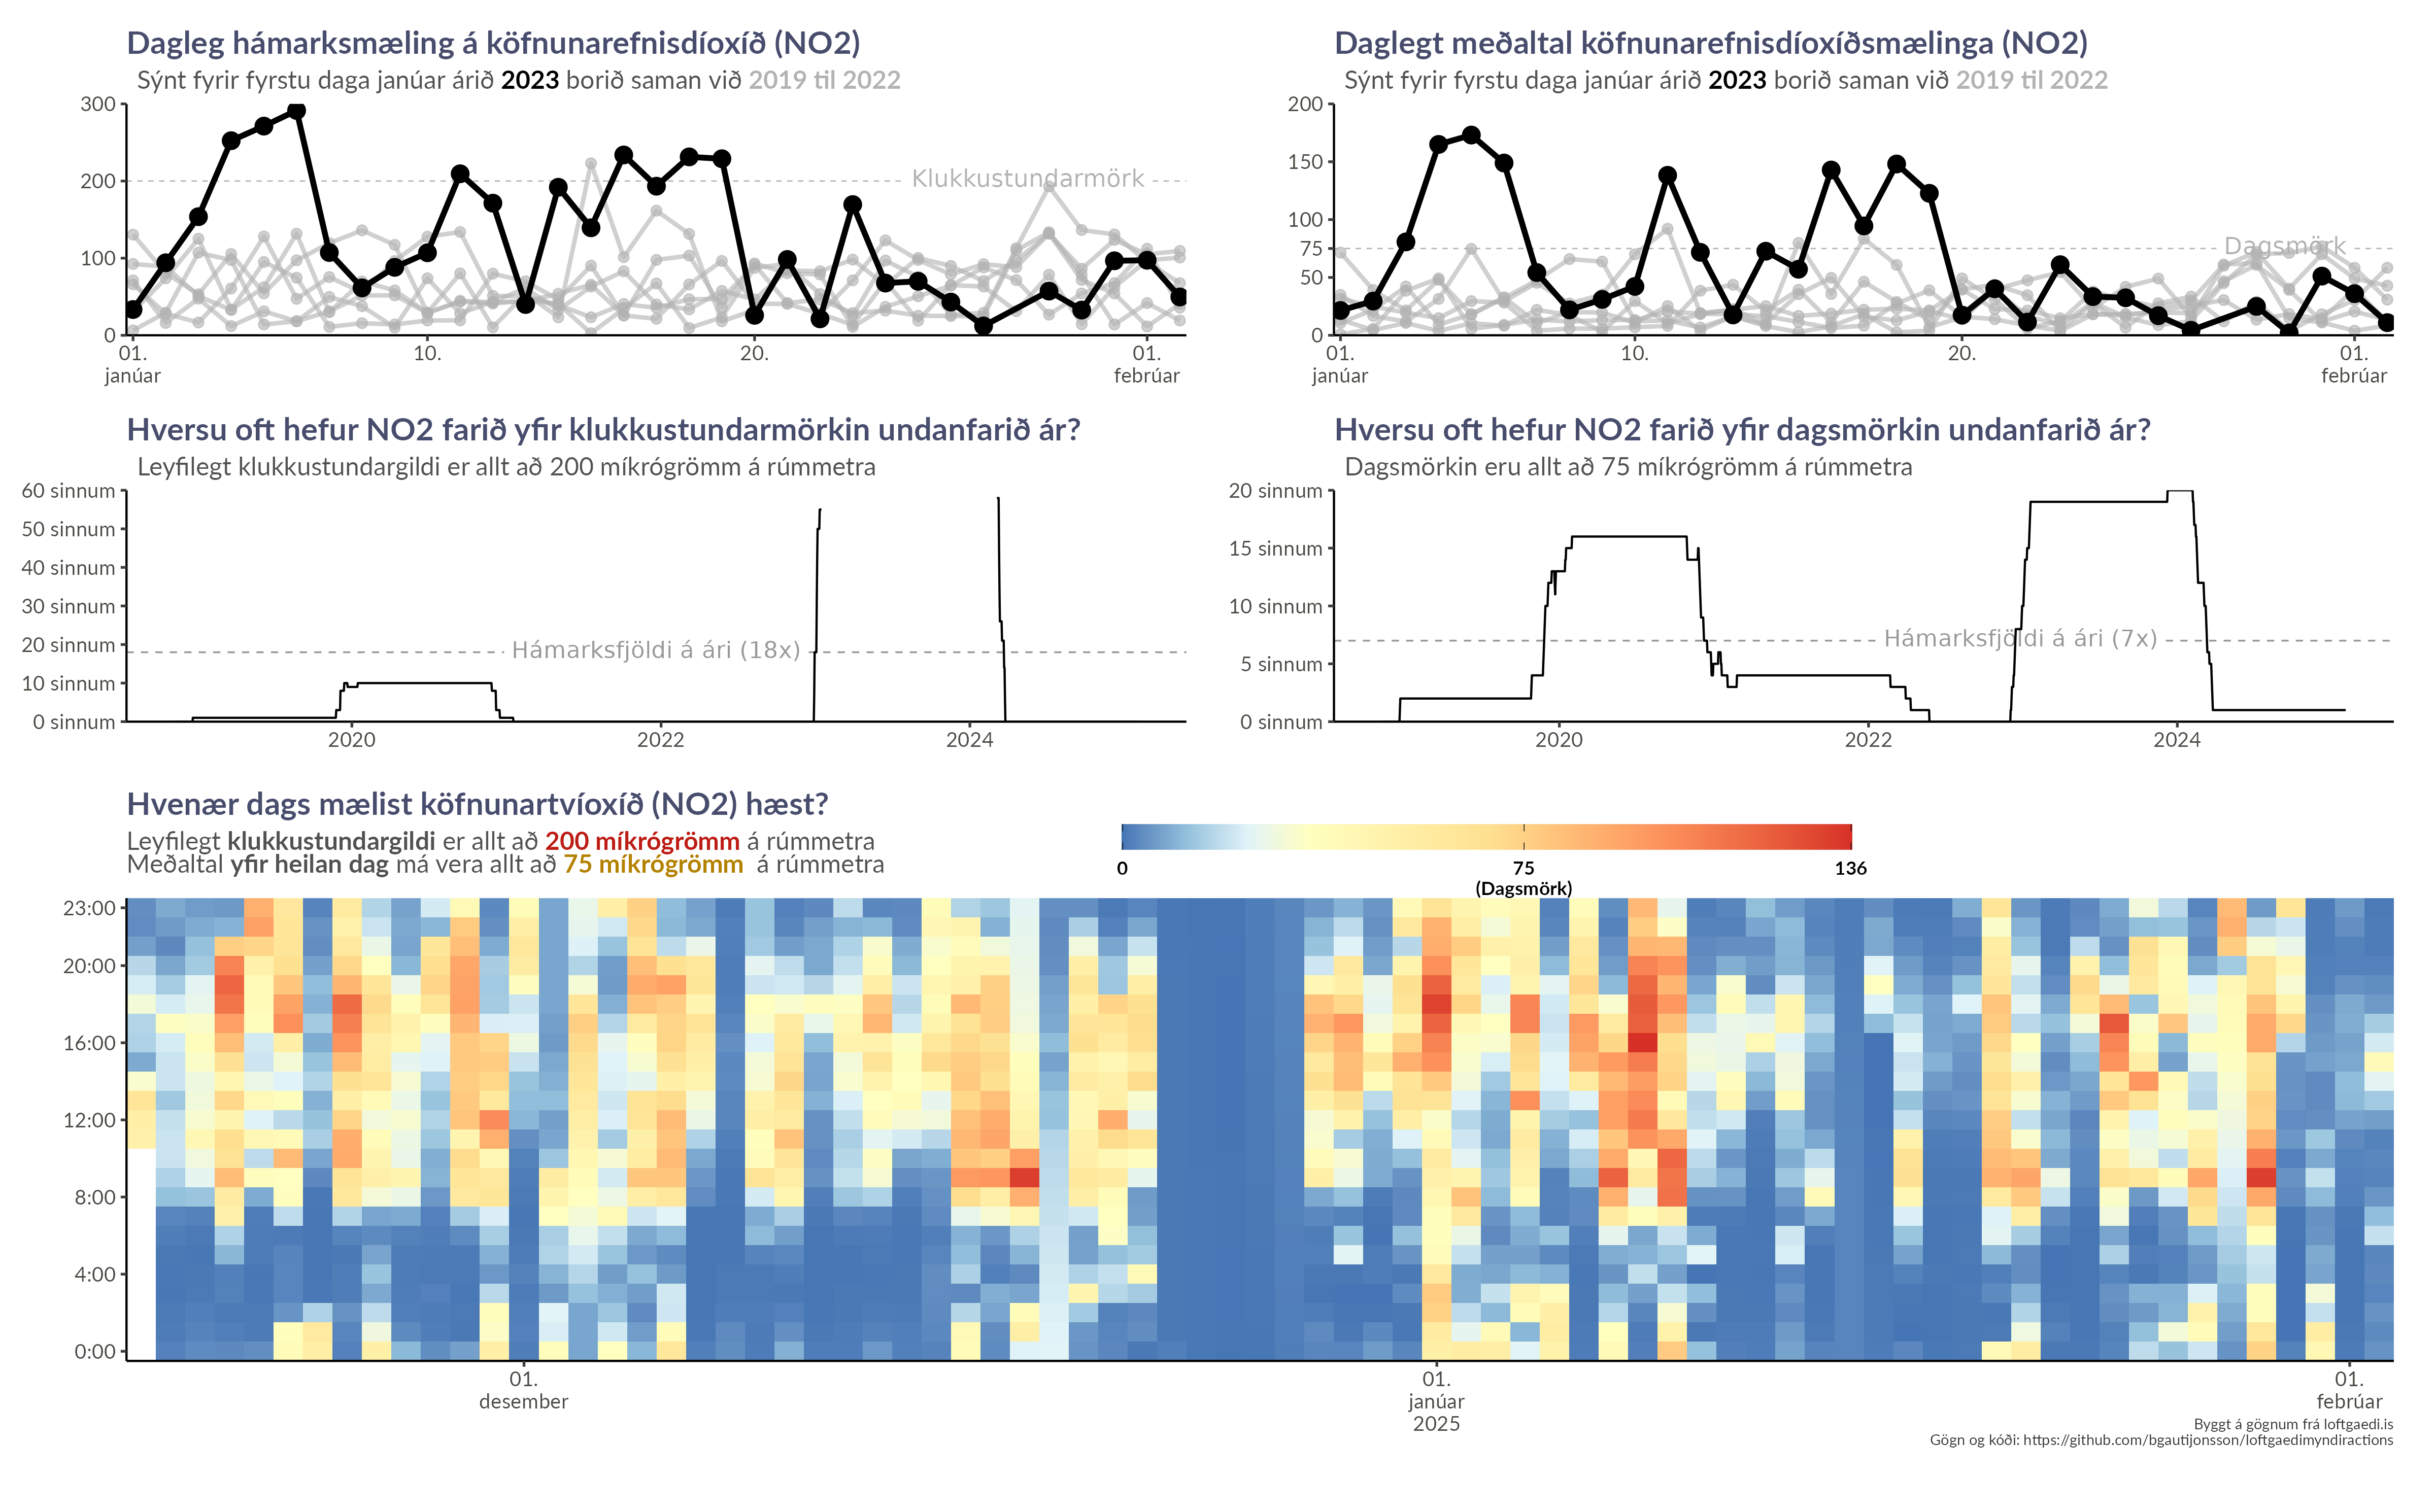 Dagleg hámarksmæling á köfnunarefnisdíoxíð (NO2)
Sýnt fyrir fyrstu daga janúar árið 2023 borið saman við 2019 til 2022
300
200
100
0
Klukkustundarmörk
01.
janúar
10.
20.
01.
febrúar
Daglegt meðaltal köfnunarefnisdíoxíðsmælinga (NO2)
Sýnt fyrir fyrstu daga janúar árið 2023 borið saman við 2019 til 2022
200
150
100
75
50
0
Dagsmörk
01.
janúar
10.
20.
01.
febrúar
Hversu oft hefur NO2 farið yfir klukkustundarmörkin undanfarið ár?
Leyfilegt klukkustundargildi er allt að 200 míkrógrömm á rúmmetra
60 sinnum
50 sinnum
40 sinnum
30 sinnum
20 sinnum
10 sinnum
0 sinnum
Hámarksfjöldi á ári (18x)
2020
2022
2024
Hversu oft hefur NO2 farið yfir dagsmörkin undanfarið ár?
Dagsmörkin eru allt að 75 míkrógrömm á rúmmetra
20 sinnum
15 sinnum
10 sinnum
5 sinnum
0 sinnum
Hámarksfjöldi á ári (7x)
2020
2022
2024
Hvenær dags mælist köfnunartvíoxíð (NO2) hæst?
Leyfilegt klukkustundargildi er allt að 200 míkrógrömm á rúmmetra
Meðaltal yfir heilan dag má vera allt að 75 míkrógrömm á rúmmetra
0
75
(Dagsmörk)
136
23:00
20:00
16:00
12:00
8:00
4:00
0:00
01.
desember
01.
janúar
2025
01.
febrúar
Byggt á gögnum frá loftgaedi.is
Gögn og kóði: https://github.com/bgautijonsson/loftgaedimyndiractions